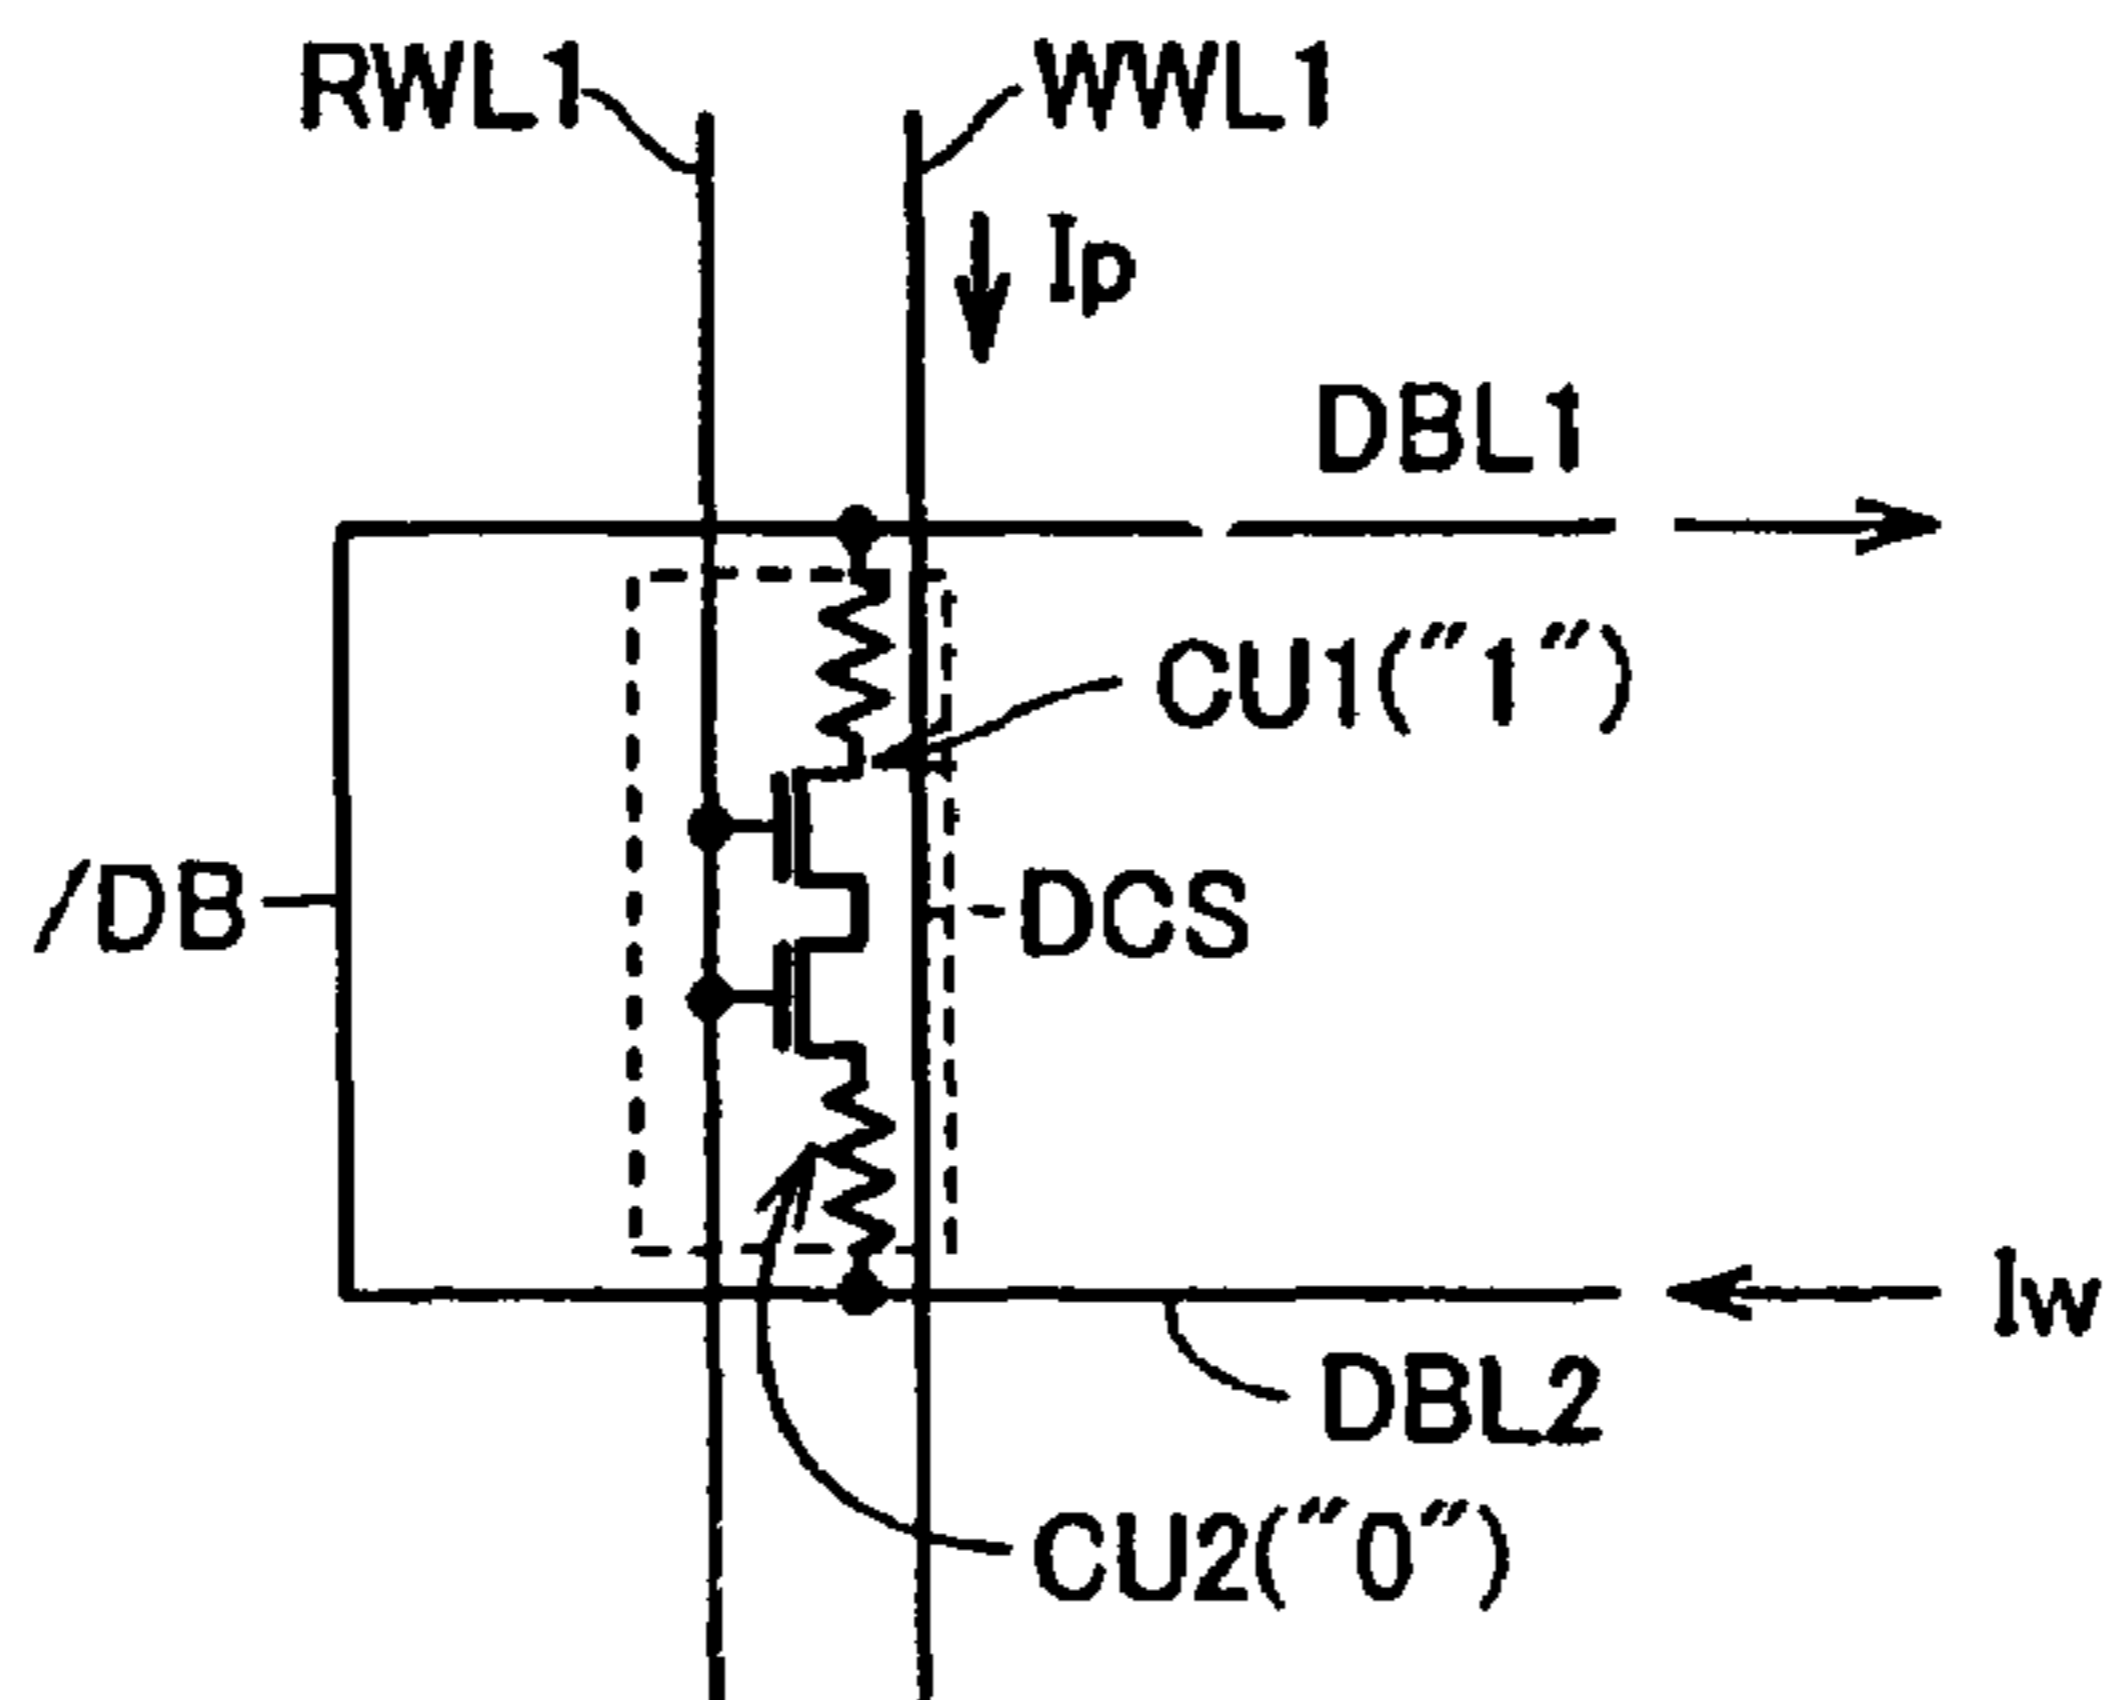 RWL1
WWL1
Ip
DBL1
CU1("1")
/DB
DCS
Iw
DBL2
CU2("0")